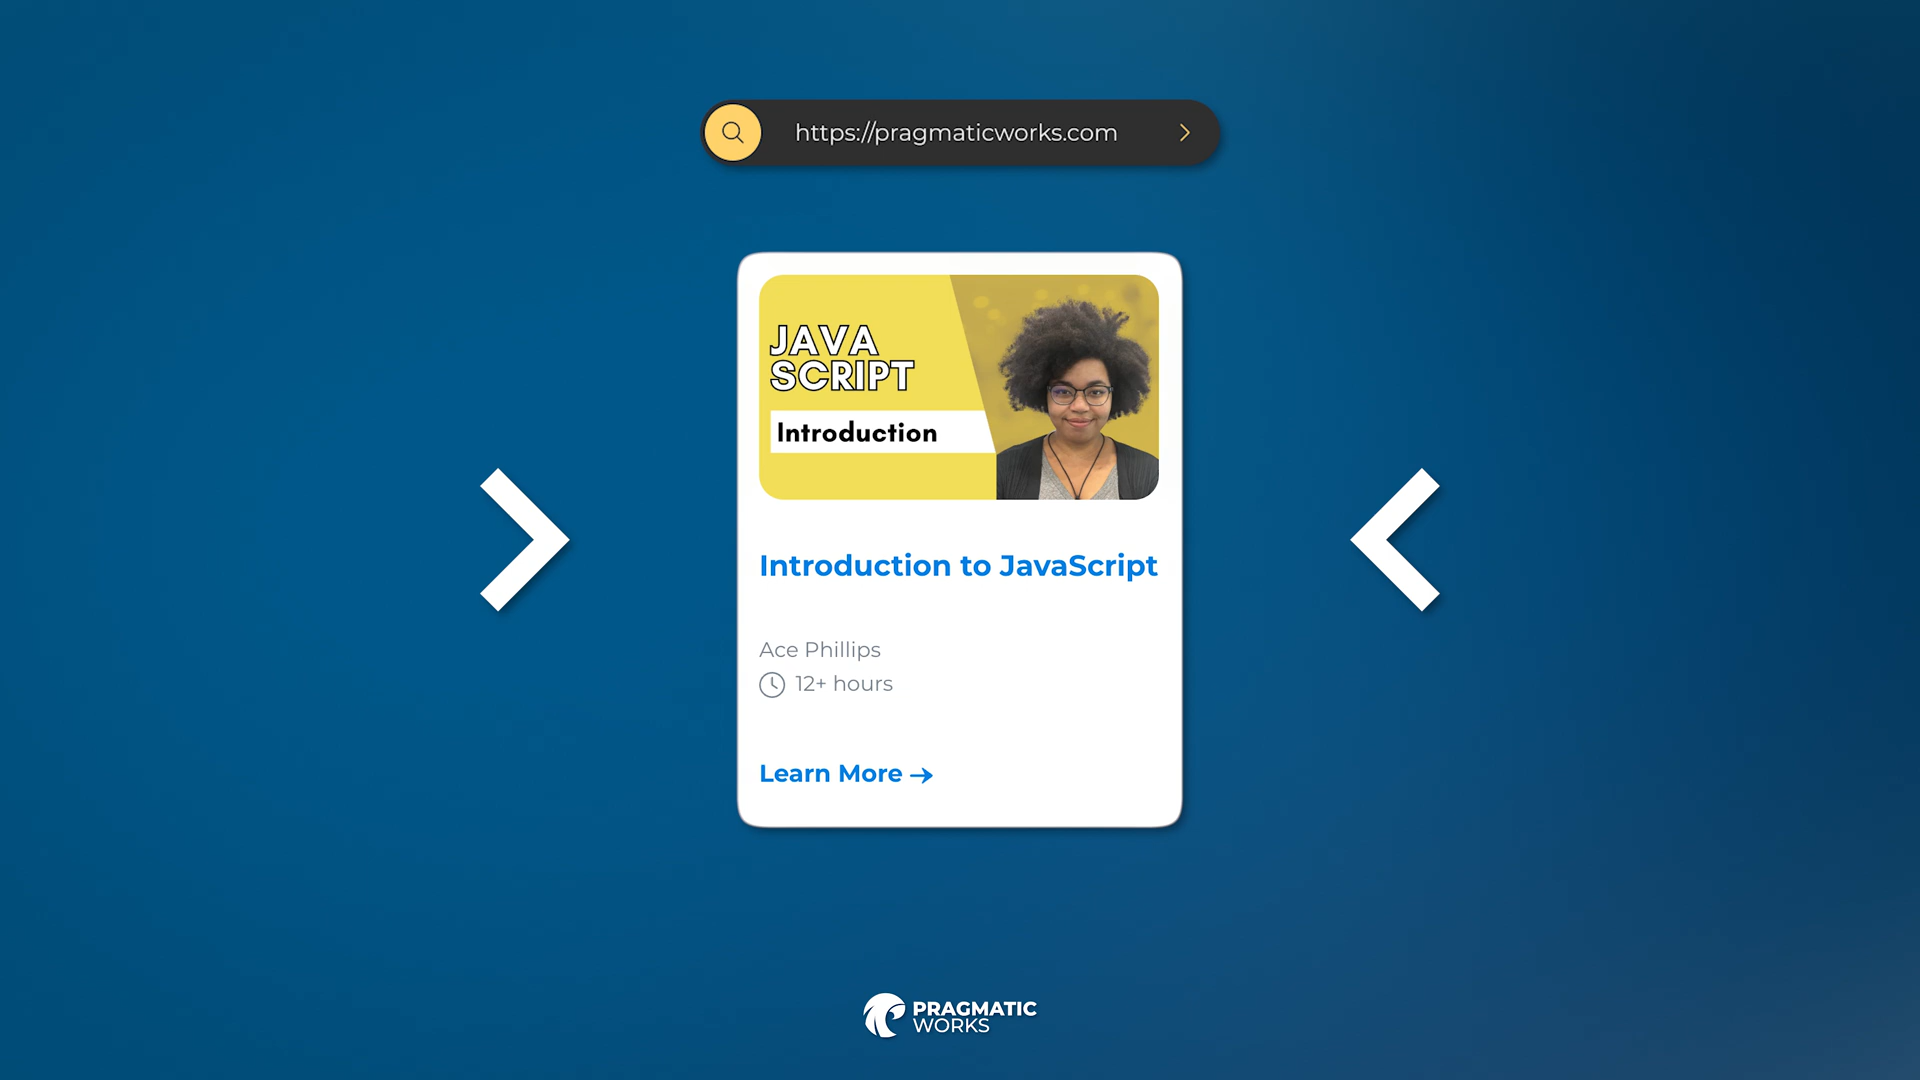 https://pragmaticworks.com
JAVA
SCRIPT
Introduction
Introduction to JavaScript
Ace Phillips
12+ hours
Learn More →
PRAGMATIC
WORKS